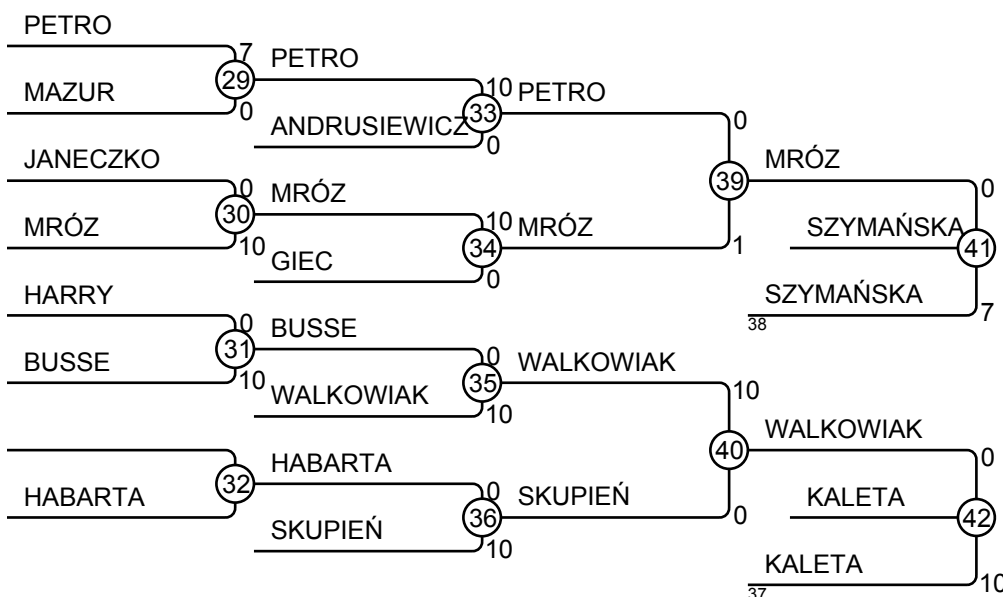 PETRO
7
PETRO
29
10
PETRO
MAZUR
0
33
ANDRUSIEWICZ
0
0
JANECZKO
39
MRÓZ
0
MRÓZ
0
30
10
MRÓZ
MRÓZ
10
34
1
SZYMAŃSKA
41
GIEC
0
HARRY
SZYMAŃSKA
7
38
0
BUSSE
31
0
WALKOWIAK
BUSSE
10
35
10
WALKOWIAK
10
WALKOWIAK
40
0
HABARTA
HABARTA
32
0
SKUPIEŃ
KALETA
36
0
42
SKUPIEŃ
10
KALETA
10
37